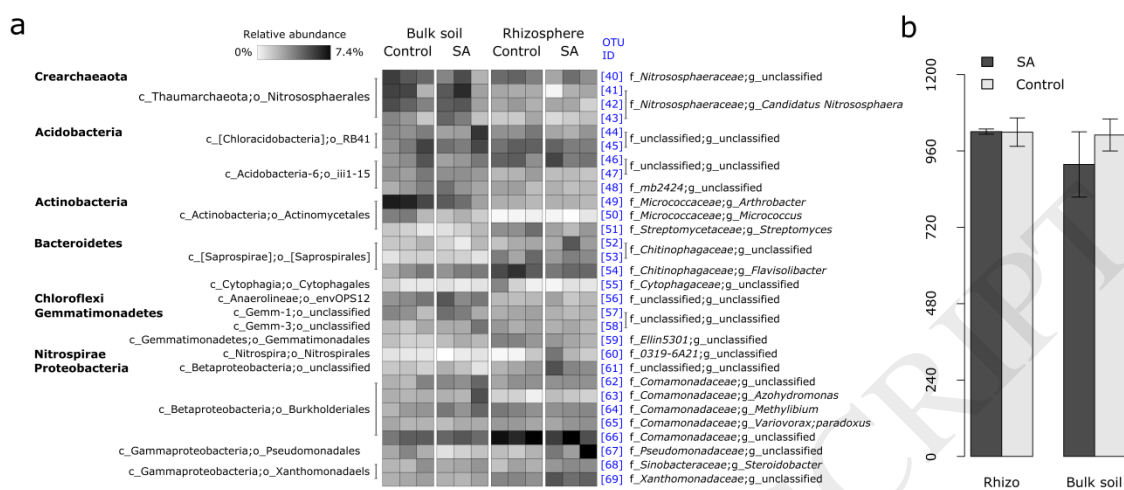 a
b
Relative abundance
0%
7.4%
Bulk soil
Rhizosphere
Control
SA
Control
SA
OTU
ID
Crearchaeaota
[40] f_Nitrososphaeraceae;g_unclassified
c_Thaumarchaeota;o_Nitrososphaerales
[41]
[42] f_Nitrososphaeraceae;g_Candidatus Nitrososphaera
[43]
Acidobacteria
[44]
c_[Chloracidobacteria];o_RB41
f_unclassified;g_unclassified
[45]
[46]
c_Acidobacteria-6;o_iii1-15
f_unclassified;g_unclassified
[47]
[48] f_mb2424;g_unclassified
Actinobacteria
[49] f_Micrococcaceae;g_Arthrobacter
c_Actinobacteria;o_Actinomycetales
[50] f_Micrococcaceae;g_Micrococcus
[51] f_Streptomycetaceae;g_Streptomyces
Bacteroidetes
[52]
c_[Saprospirae];o_[Saprospirales]
f_Chitinophagaceae;g_unclassified
[53]
[54] f_Chitinophagaceae;g_Flavisolibacter
c_Cytophagia;o_Cytophagales
[55] f_Cytophagaceae;g_unclassified
Chloroflexi
c_Anaerolineae;o_envOPS12
[56] f_unclassified;g_unclassified
Gemmatimonadetes
c_Gemm-1;o_unclassified
[57]
f_unclassified;g_unclassified
c_Gemm-3;o_unclassified
[58]
c_Gemmatimonadetes;o_Gemmatimonadales
[59] f_Ellin5301;g_unclassified
Nitrospirae
c_Nitrospira;o_Nitrospirales
[60] f_0319-6A21;g_unclassified
Proteobacteria
c_Betaproteobacteria;o_unclassified
[61] f_unclassified;g_unclassified
[62] f_Comamonadaceae;g_unclassified
[63] f_Comamonadaceae;g_Azohydromonas
c_Betaproteobacteria;o_Burkholderiales
[64] f_Comamonadaceae;g_Methylibium
[65] f_Comamonadaceae;g_Variovorax;paradoxus
[66] f_Comamonadaceae;g_unclassified
c_Gammaproteobacteria;o_Pseudomonadales
[67] f_Pseudomonadaceae;g_unclassified
[68] f_Sinobacteraceae;g_Steroidobacter
c_Gammaproteobacteria;o_Xanthomonadaels
[69] f_Xanthomonadaceae;g_unclassified
SA
Control
1200
960
720
480
240
0
Rhizo
Bulk soil
SCRIPT